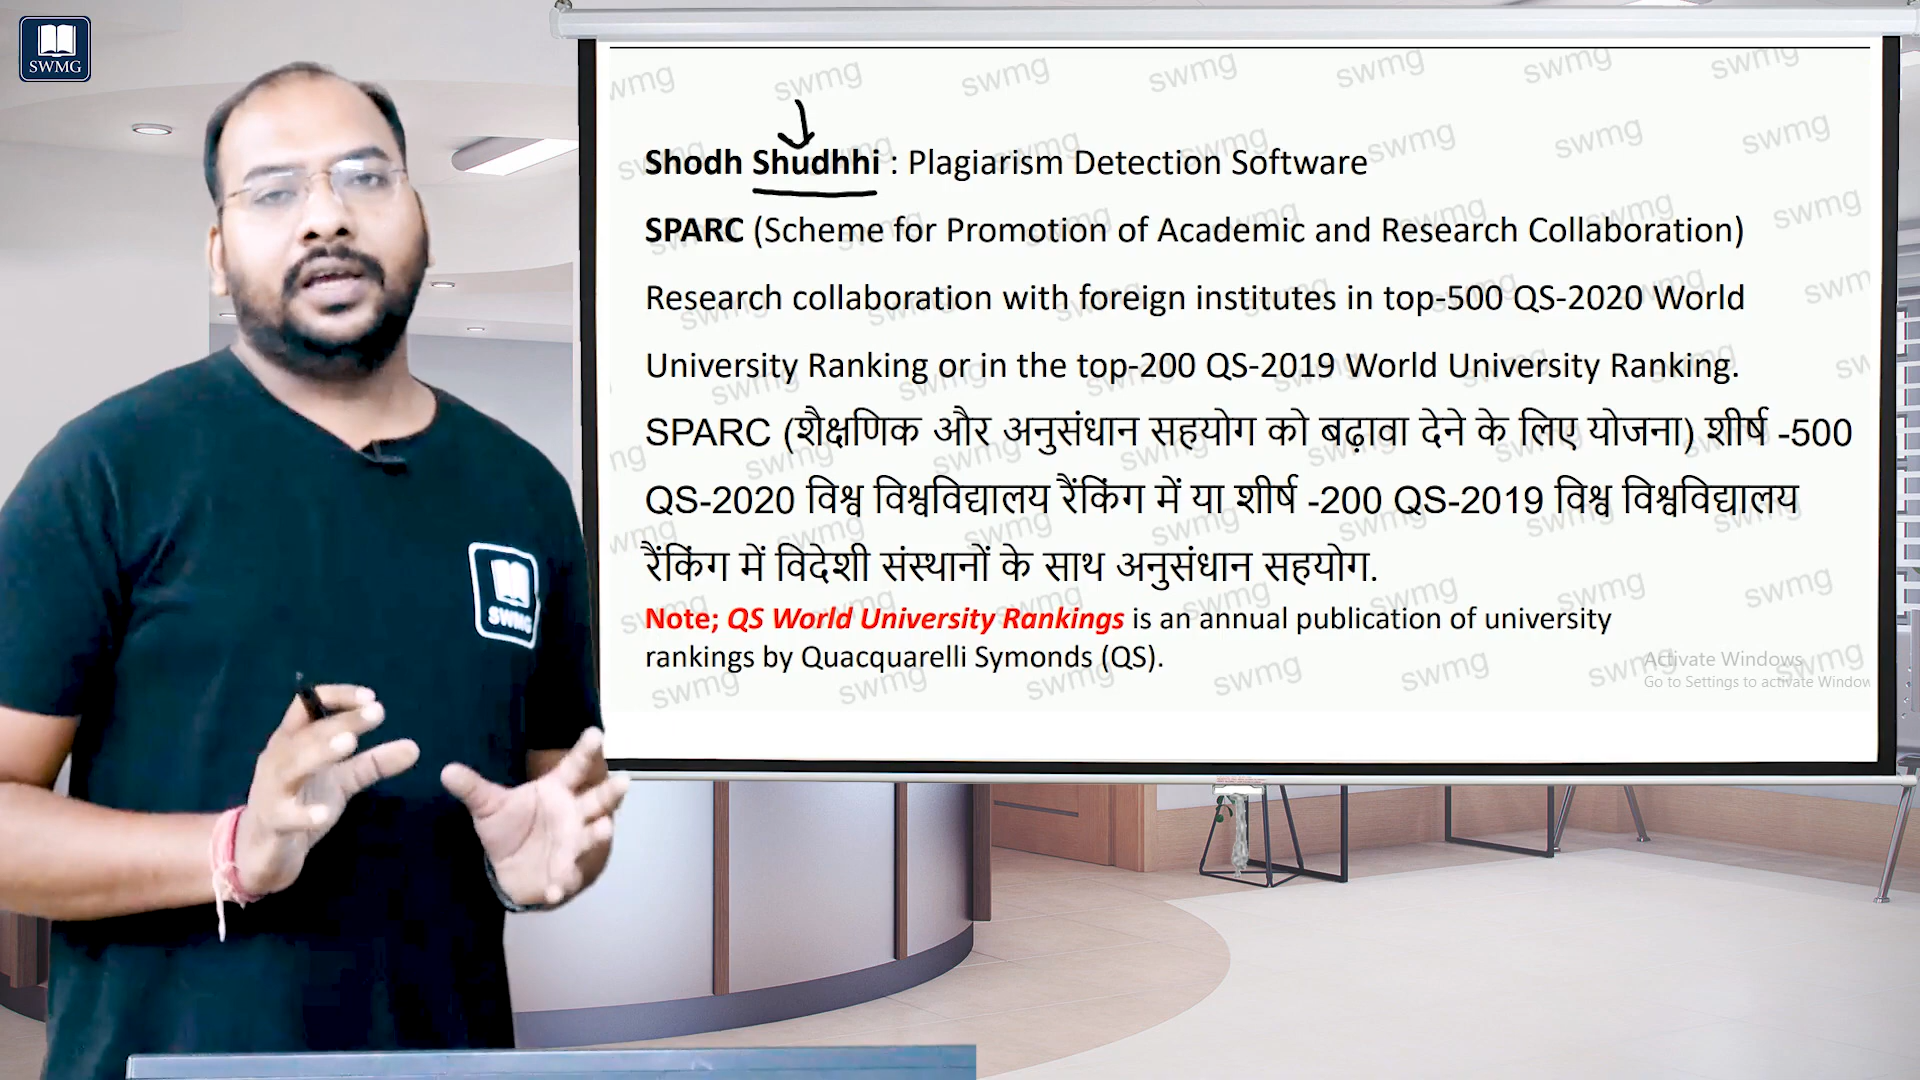 SWMG
Shodh Shudhhi : Plagiarism Detection Software
SPARC (Scheme for Promotion of Academic and Research Collaboration)
Research collaboration with foreign institutes in top-500 QS-2020 World
University Ranking or in the top-200 QS-2019 World University Ranking.
SPARC (शैक्षणिक और अनुसंधान सहयोग को बढ़ावा देने के लिए योजना) शीर्ष -500
QS-2020 विश्व विश्वविद्यालय रैंकिंग में या शीर्ष -200 QS-2019 विश्व विश्वविद्यालय
रैंकिंग में विदेशी संस्थानों के साथ अनुसंधान सहयोग.
Note; QS World University Rankings is an annual publication of university
rankings by Quacquarelli Symonds (QS).
Activate Windows
Go to Settings to activate Window
SWMG
swmg